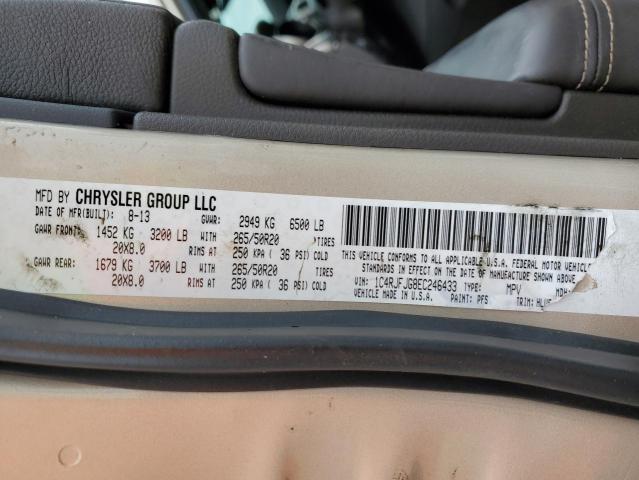 MFD BY CHRYSLER GROUP LLC
DATE OF MFR(BUILT): 8-13 GVWR: 2949 KG 6500 LB
GAWR FRONT: 1452 KG 3200 LB WITH 265/50R20 TIRES
20X8.0 RIMS AT 250 KPA ( 36 PSI) COLD
GAWR REAR: 1679 KG 3700 LB WITH 265/50R20 TIRES
20X8.0 RIMS AT 250 KPA ( 36 PSI) COLD
THIS VEHICLE CONFORMS TO ALL APPLICABLE U.S.A. FEDERAL MOTOR VEHICLE
STANDARDS IN EFFECT ON THE DATE OF MANUFACTURE SHOWN ABOVE
VIN: 1C4RJFJG8EC246433 TYPE: MPV MDH:
VEHICLE MADE IN U.S.A. PAINT: PFS TRIM: